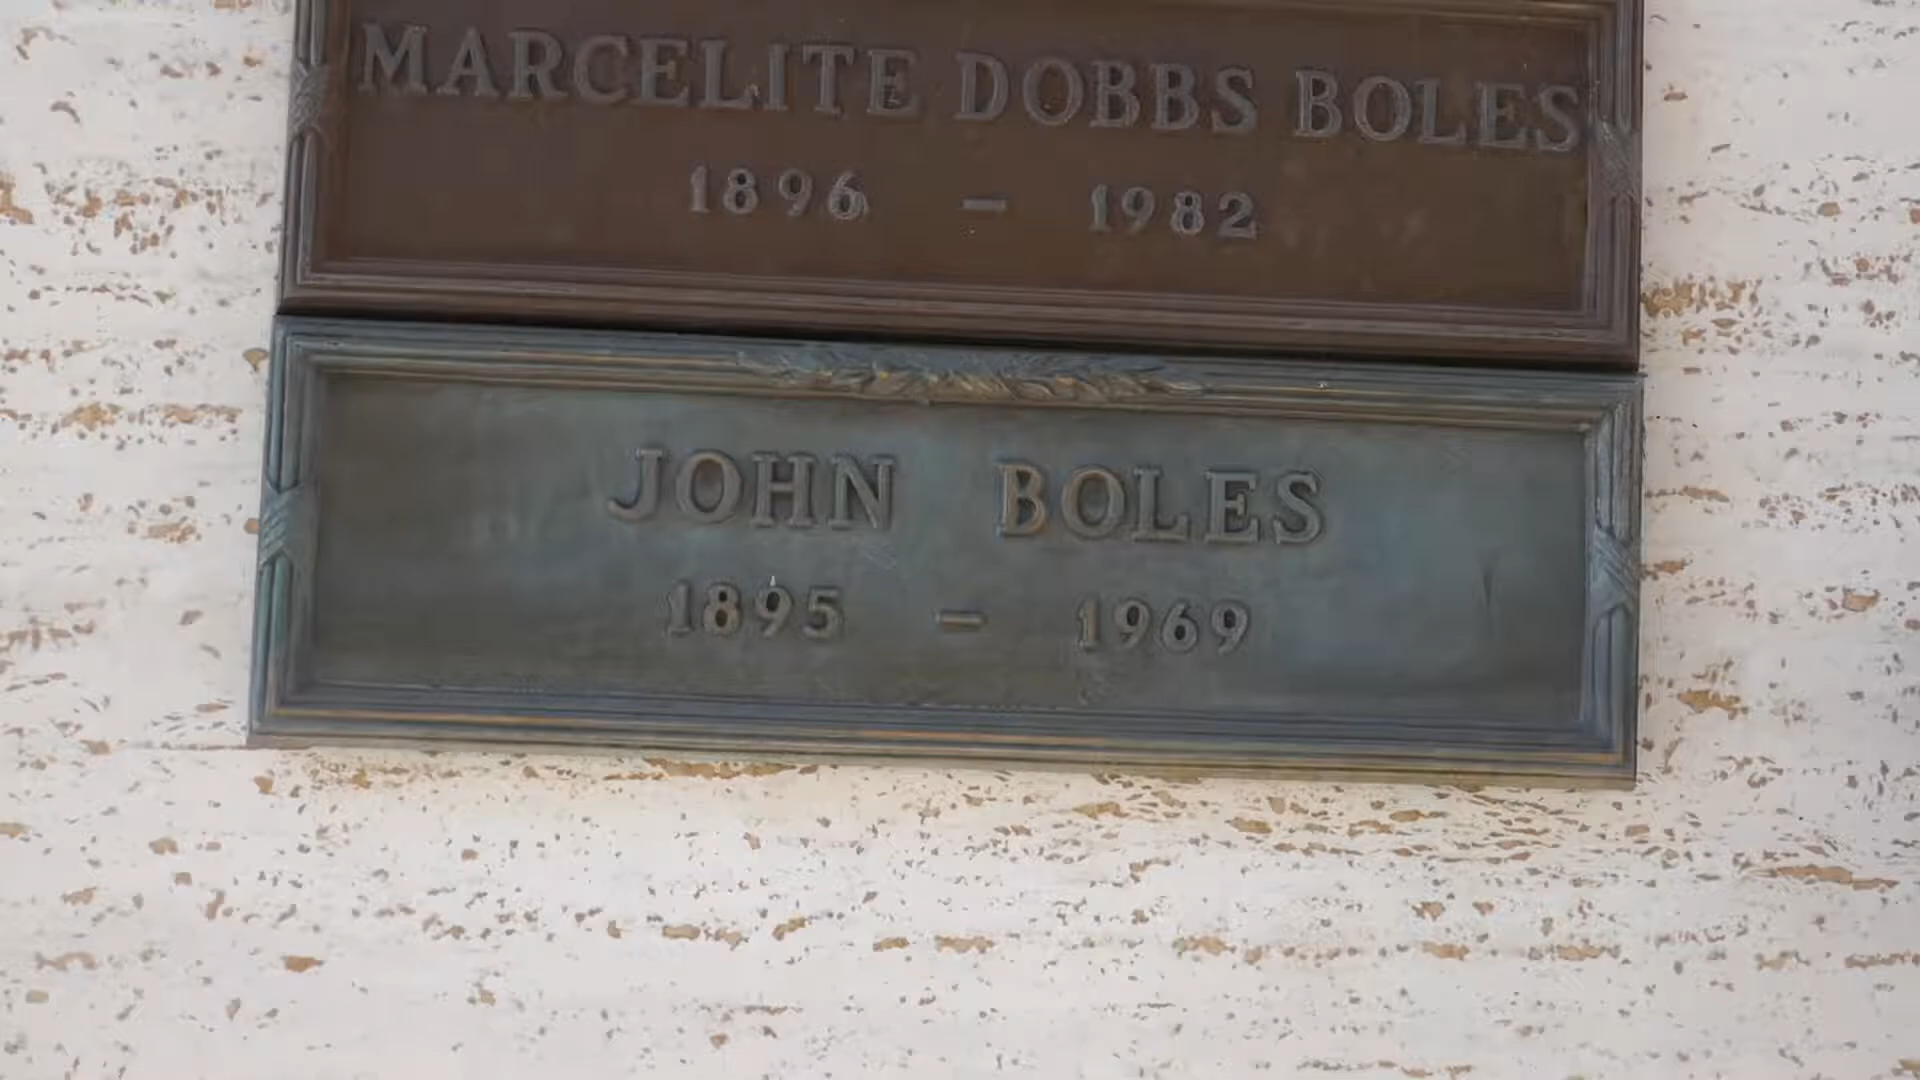 MARCELITE DOBBS BOLES
1896 – 1982
JOHN BOLES
1895 – 1969